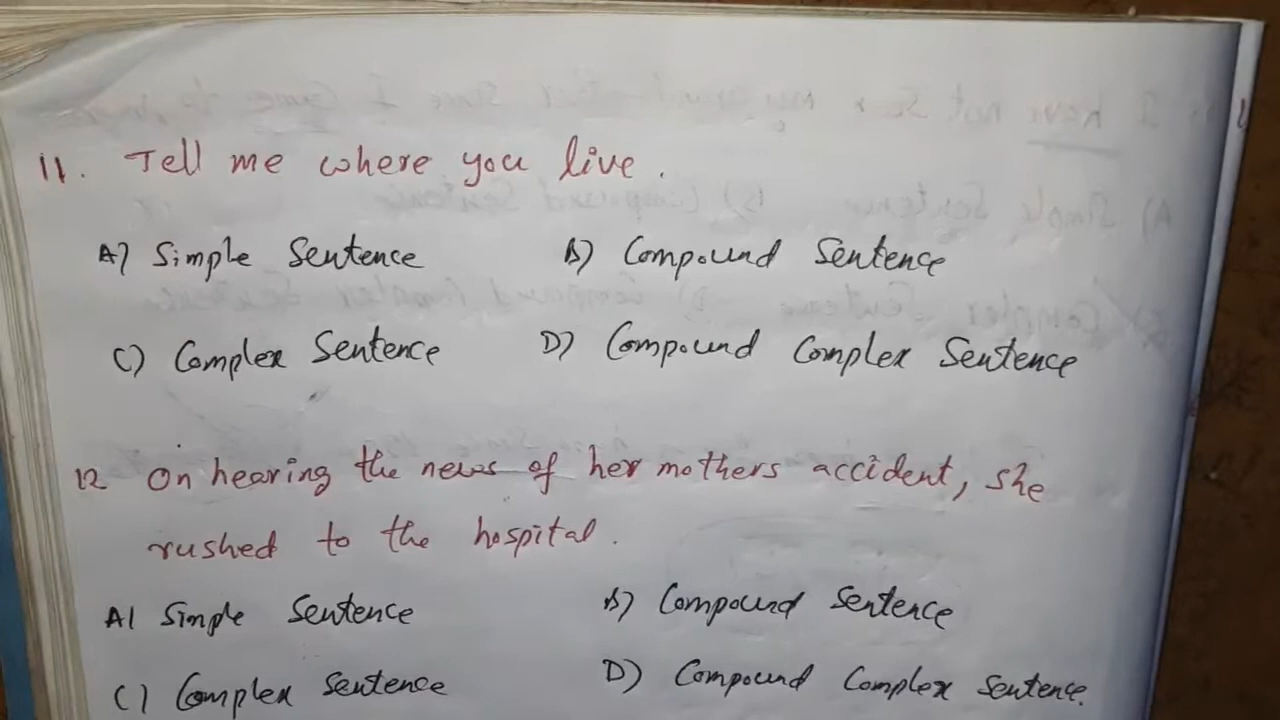 11. Tell me where you live.
A) Simple Sentence B) Compound Sentence
C) Complex Sentence D) Compound Complex Sentence
12 On hearing the news of her mothers accident, she
rushed to the hospital.
A) Simple Sentence B) Compound Sentence
C) Complex Sentence D) Compound Complex Sentence.